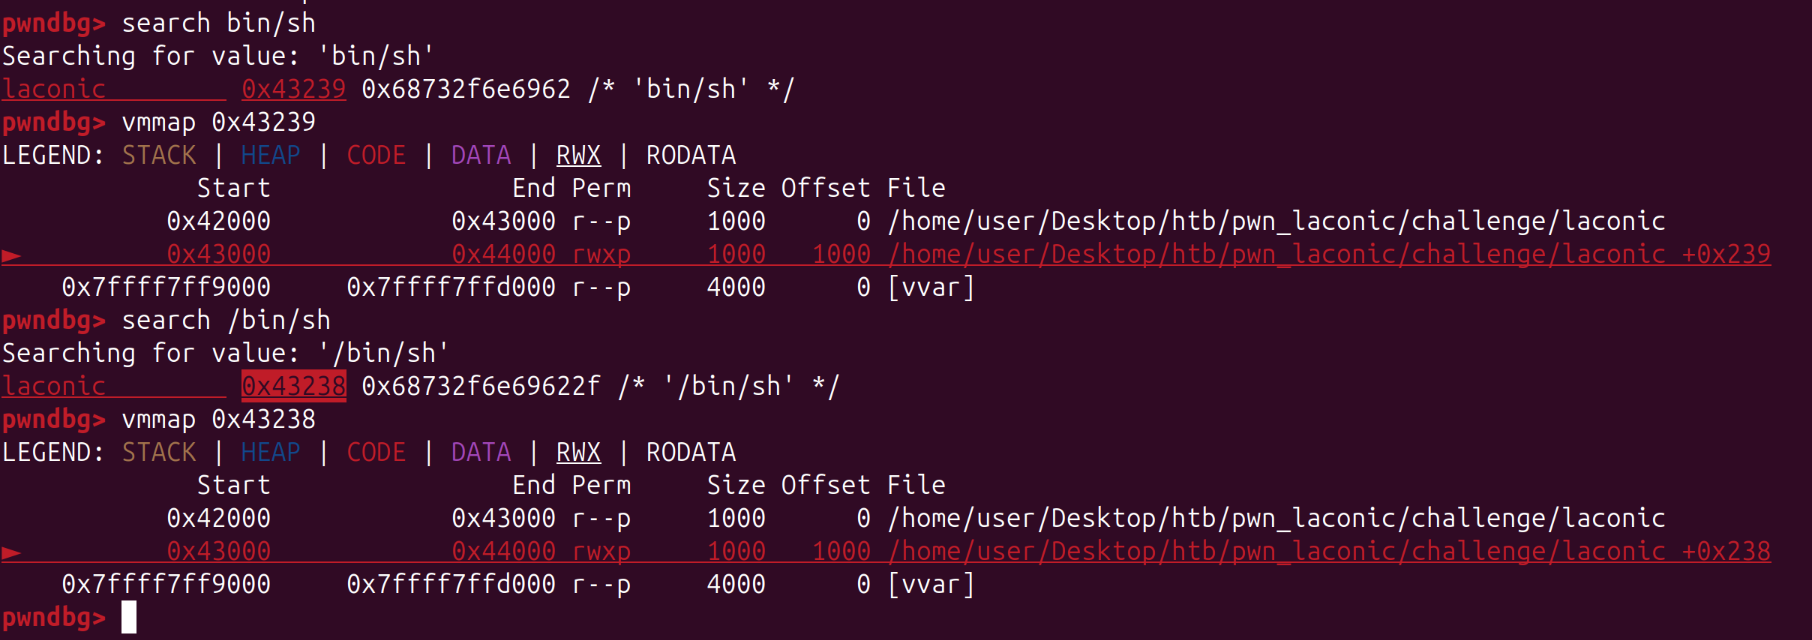 pwndbg> search bin/sh
Searching for value: 'bin/sh'
laconic         0x43239 0x68732f6e6962 /* 'bin/sh' */
pwndbg> vmmap 0x43239
LEGEND: STACK | HEAP | CODE | DATA | RWX | RODATA
             Start                End Perm     Size Offset File
           0x42000            0x43000 r--p     1000      0 /home/user/Desktop/htb/pwn_laconic/challenge/laconic
►          0x43000            0x44000 rwxp     1000   1000 /home/user/Desktop/htb/pwn_laconic/challenge/laconic +0x239
    0x7ffff7ff9000     0x7ffff7ffd000 r--p     4000      0 [vvar]
pwndbg> search /bin/sh
Searching for value: '/bin/sh'
laconic         0x43238 0x68732f6e69622f /* '/bin/sh' */
pwndbg> vmmap 0x43238
LEGEND: STACK | HEAP | CODE | DATA | RWX | RODATA
             Start                End Perm     Size Offset File
           0x42000            0x43000 r--p     1000      0 /home/user/Desktop/htb/pwn_laconic/challenge/laconic
►          0x43000            0x44000 rwxp     1000   1000 /home/user/Desktop/htb/pwn_laconic/challenge/laconic +0x238
    0x7ffff7ff9000     0x7ffff7ffd000 r--p     4000      0 [vvar]
pwndbg>